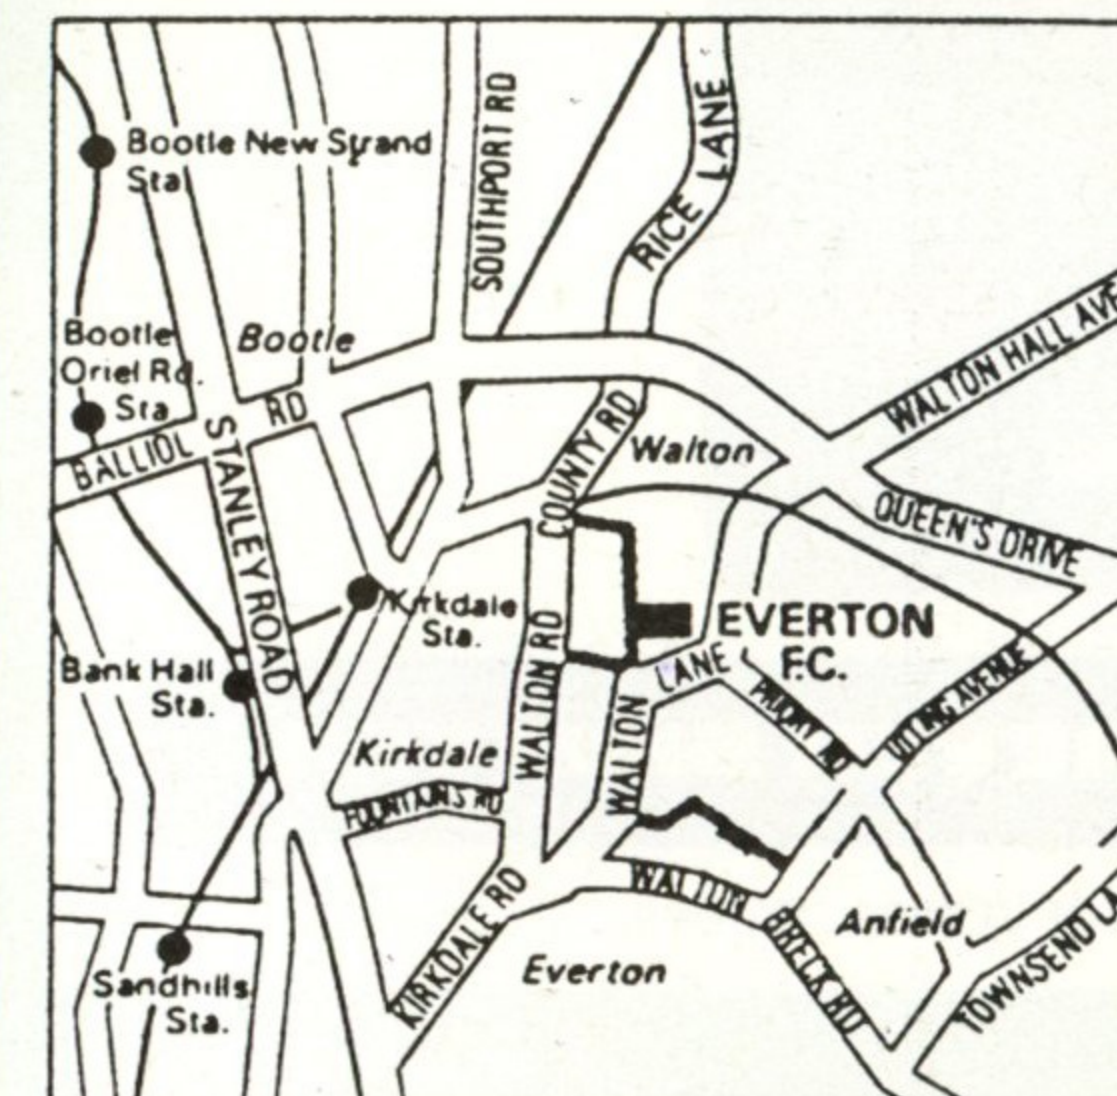 SOUTHPORT RD
RICE LANE
Bootle New Strand
Sta.
Bootle
Oriel Rd.
Sta
Bootle
WALTON HALL AVE
BALLIOL RD
STANLEY ROAD
COUNTY RD
Walton
QUEEN'S DRIVE
Kirkdale
Sta.
EVERTON
F.C.
Bank Hall
Sta.
WALTON RD
WALTON LANE
PRIORY RD
UTTING AVENUE
Kirkdale
FOUNTAINS RD
KIRKDALE RD
WALTON BRECK RD
Anfield
Everton
TOWNSEND LA
Sandhills
Sta.